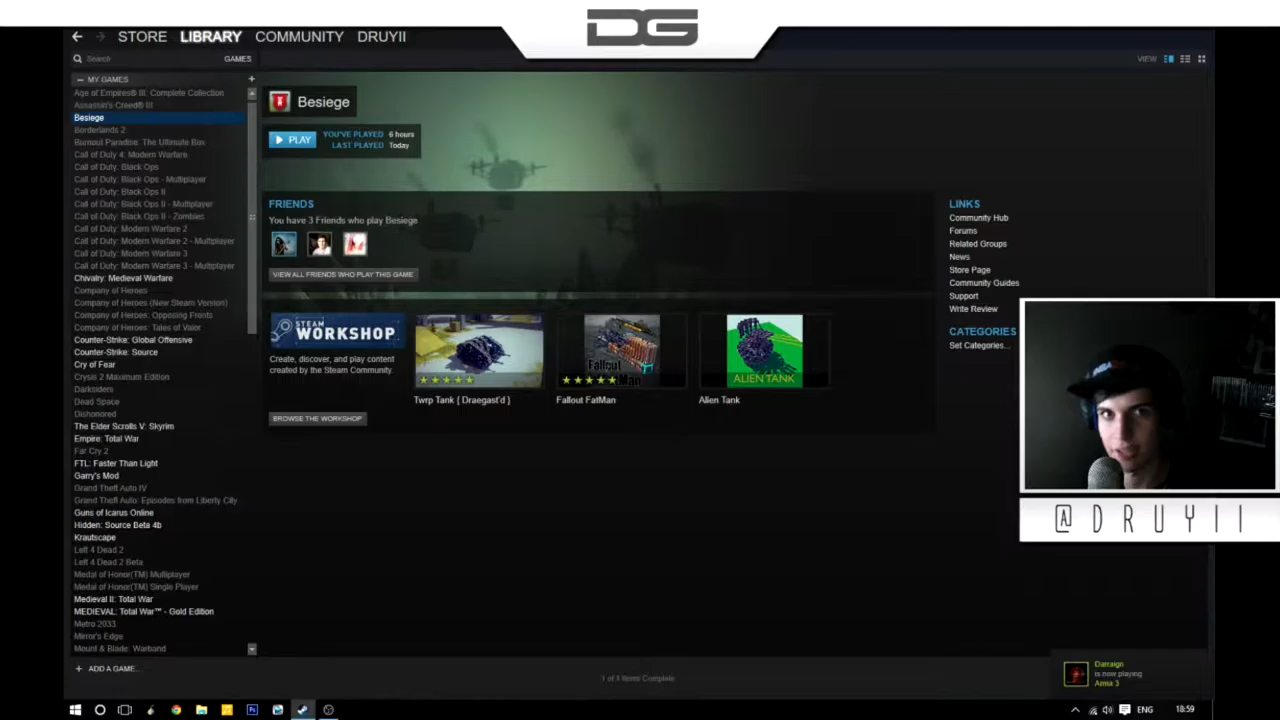 DG
STORE LIBRARY COMMUNITY DRUYII
Search GAMES
VIEW
MY GAMES
Age of Empires® III: Complete Collection
Assassin's Creed® III
Besiege
Borderlands 2
Burnout Paradise: The Ultimate Box
Call of Duty 4: Modern Warfare
Call of Duty: Black Ops
Call of Duty: Black Ops - Multiplayer
Call of Duty: Black Ops II
Call of Duty: Black Ops II - Multiplayer
Call of Duty: Black Ops II - Zombies
Call of Duty: Modern Warfare 2
Call of Duty: Modern Warfare 2 - Multiplayer
Call of Duty: Modern Warfare 3
Call of Duty: Modern Warfare 3 - Multiplayer
Chivalry: Medieval Warfare
Company of Heroes
Company of Heroes (New Steam Version)
Company of Heroes: Opposing Fronts
Company of Heroes: Tales of Valor
Counter-Strike: Global Offensive
Counter-Strike: Source
Cry of Fear
Crysis 2 Maximum Edition
Darksiders
Dead Space
Dishonored
The Elder Scrolls V: Skyrim
Empire: Total War
Far Cry 2
FTL: Faster Than Light
Garry's Mod
Grand Theft Auto IV
Grand Theft Auto: Episodes from Liberty City
Guns of Icarus Online
Hidden: Source Beta 4b
Krautscape
Left 4 Dead 2
Left 4 Dead 2 Beta
Medal of Honor(TM) Multiplayer
Medal of Honor(TM) Single Player
Medieval II: Total War
MEDIEVAL: Total War™ - Gold Edition
Metro 2033
Mirror's Edge
Mount & Blade: Warband
+ ADD A GAME...
Besiege
PLAY
YOU'VE PLAYED 6 hours
LAST PLAYED Today
FRIENDS
You have 3 Friends who play Besiege
VIEW ALL FRIENDS WHO PLAY THIS GAME
STEAM WORKSHOP
Create, discover, and play content
created by the Steam Community.
BROWSE THE WORKSHOP
Twrp Tank { Draegast'd }
Fallout
FatMan
Fallout FatMan
ALIEN TANK
Alien Tank
LINKS
Community Hub
Forums
Related Groups
News
Store Page
Community Guides
Support
Write Review
CATEGORIES
Set Categories...
@DRUYII
1 of 1 Items Complete
Darraign
is now playing
Arma 3
ENG 18:59